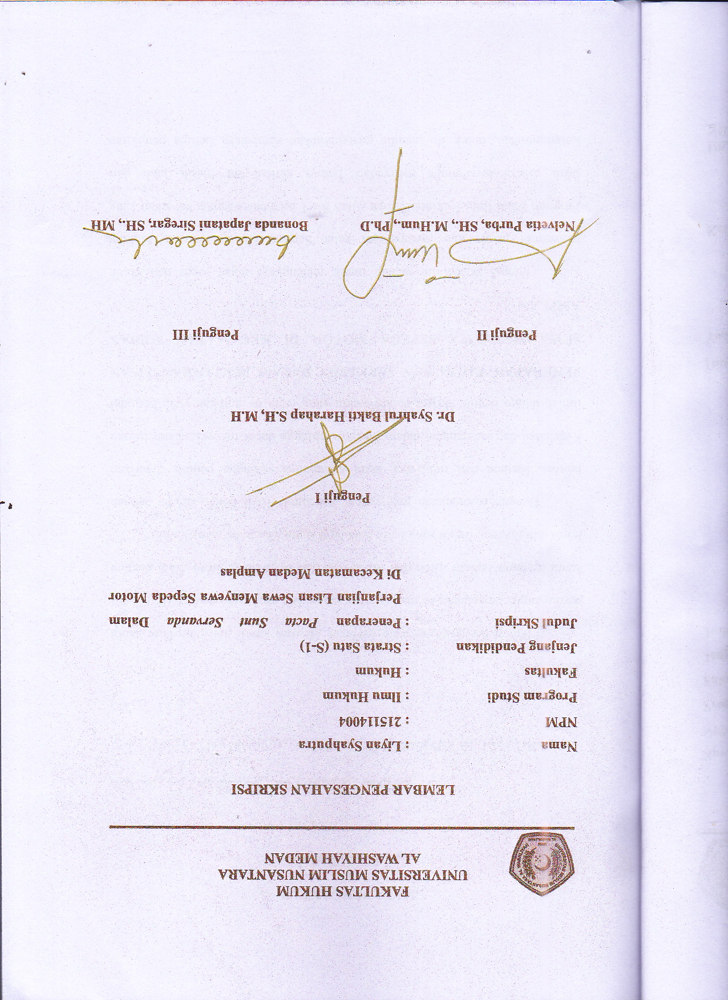 FAKULTAS HUKUM
UNIVERSITAS MUSLIM NUSANTARA
AL WASHIYAH MEDAN
LEMBAR PENGESAHAN SKRIPSI
Nama : Liyan Syahputra
NPM : 215114004
Program Studi : Ilmu Hukum
Fakultas : Hukum
Jenjang Pendidikan : Strata Satu (S-1)
Judul Skripsi : Penerapan Pacta Sunt Servanda Dalam
Perjanjian Lisan Sewa Menyewa Sepeda Motor
Di Kecamatan Medan Amplas
Penguji I
Dr. Syahrul Bakti Harahap S.H, M.H
Penguji II Penguji III
Nelvetia Purba, SH., M.Hum., Ph.D Bonanda Japatani Siregar, SH., MH